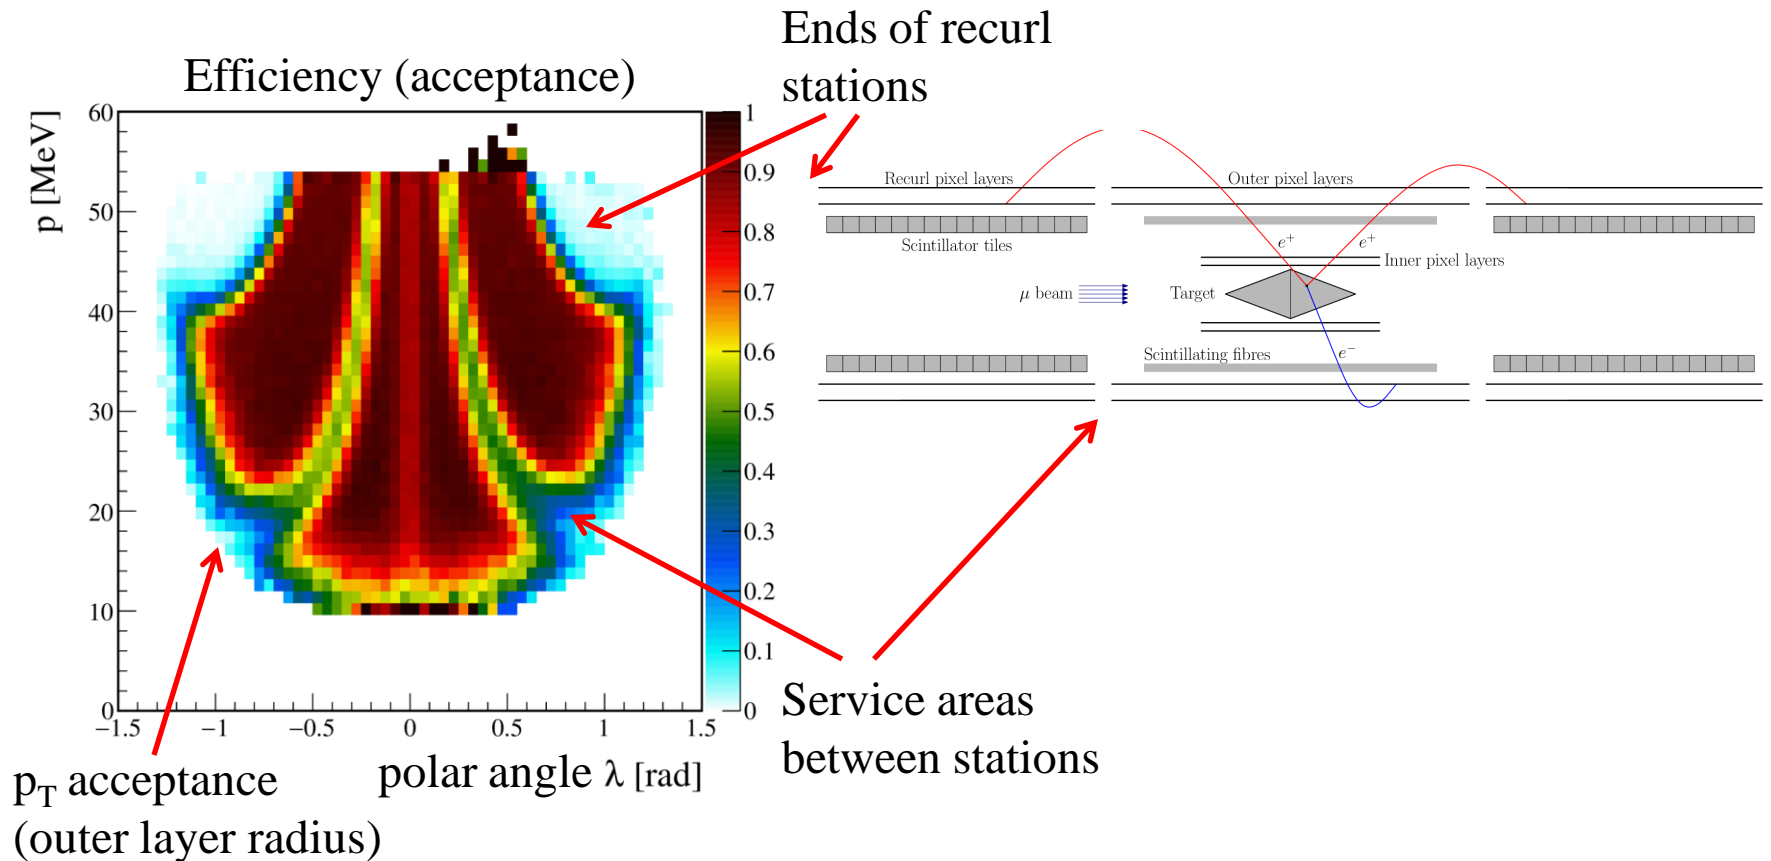 Ends of recurl
stations
Efficiency (acceptance)
p [MeV]
60
50
40
30
20
10
0
−1.5
−1
−0.5
0
0.5
1
1.5
1
0.9
0.8
0.7
0.6
0.5
0.4
0.3
0.2
0.1
0
polar angle λ [rad]
p_T acceptance
(outer layer radius)
Recurl pixel layers
Outer pixel layers
Scintillator tiles
e⁺
e⁺
Inner pixel layers
μ beam
Target
Scintillating fibres
e⁻
Service areas
between stations